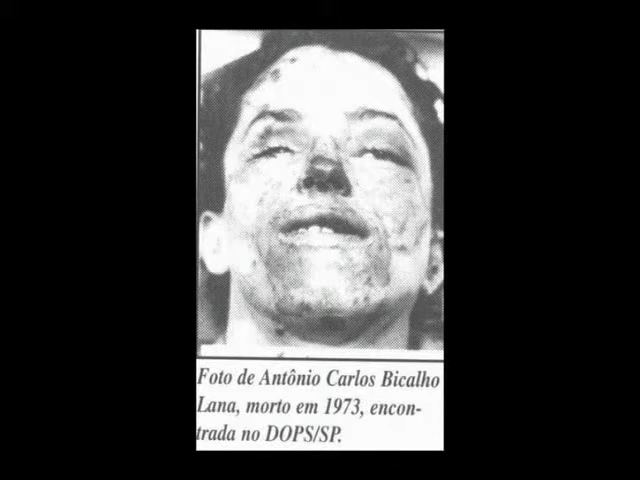 Foto de Antônio Carlos Bicalho
Lana, morto em 1973, encon-
trada no DOPS/SP.